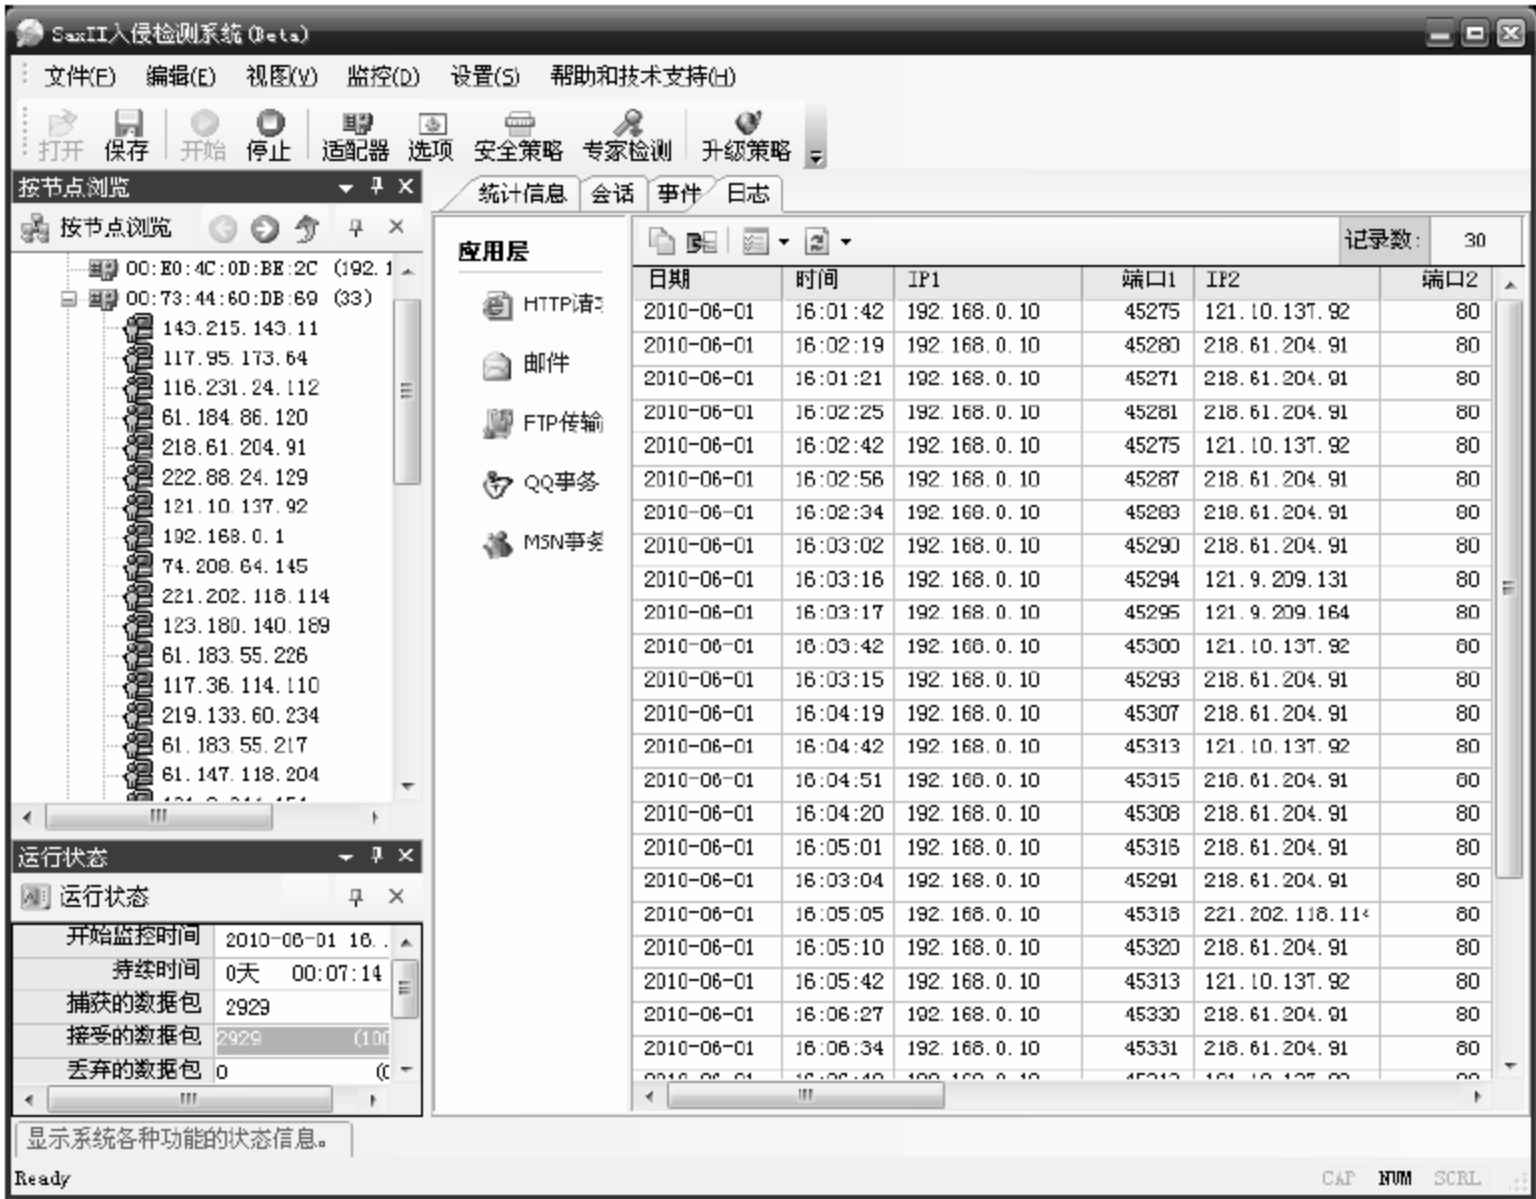 SaxII入侵检测系统(Beta)
文件(F) 编辑(E) 视图(V) 监控(D) 设置(S) 帮助和技术支持(H)
打开 保存 开始 停止 适配器 选项 安全策略 专家检测 升级策略
按节点浏览
按节点浏览
00:E0:4C:0D:BE:2C (192.1
00:73:44:60:DB:69 (33)
143.215.143.11
117.95.173.64
116.231.24.112
61.184.86.120
218.61.204.91
222.88.24.129
121.10.137.92
192.168.0.1
74.208.64.145
221.202.118.114
123.180.140.189
61.183.55.226
117.36.114.110
219.133.60.234
61.183.55.217
61.147.118.204
运行状态
运行状态
开始监控时间 2010-06-01 16..
持续时间 0天 00:07:14
捕获的数据包 2929
接受的数据包 2929 (100
丢弃的数据包 0 (0
统计信息 会话 事件 日志
应用层
HTTP请
邮件
FTP传输
QQ事务
MSN事务
记录数: 30
日期 时间 IP1 端口1 IP2 端口2
2010-06-01 16:01:42 192.168.0.10 45275 121.10.137.92 80
2010-06-01 16:02:19 192.168.0.10 45280 218.61.204.91 80
2010-06-01 16:01:21 192.168.0.10 45271 218.61.204.91 80
2010-06-01 16:02:25 192.168.0.10 45281 218.61.204.91 80
2010-06-01 16:02:42 192.168.0.10 45275 121.10.137.92 80
2010-06-01 16:02:56 192.168.0.10 45287 218.61.204.91 80
2010-06-01 16:02:34 192.168.0.10 45283 218.61.204.91 80
2010-06-01 16:03:02 192.168.0.10 45290 218.61.204.91 80
2010-06-01 16:03:16 192.168.0.10 45294 121.9.209.131 80
2010-06-01 16:03:17 192.168.0.10 45295 121.9.209.164 80
2010-06-01 16:03:42 192.168.0.10 45300 121.10.137.92 80
2010-06-01 16:03:15 192.168.0.10 45293 218.61.204.91 80
2010-06-01 16:04:19 192.168.0.10 45307 218.61.204.91 80
2010-06-01 16:04:42 192.168.0.10 45313 121.10.137.92 80
2010-06-01 16:04:51 192.168.0.10 45315 218.61.204.91 80
2010-06-01 16:04:20 192.168.0.10 45308 218.61.204.91 80
2010-06-01 16:05:01 192.168.0.10 45316 218.61.204.91 80
2010-06-01 16:03:04 192.168.0.10 45291 218.61.204.91 80
2010-06-01 16:05:05 192.168.0.10 45318 221.202.118.114 80
2010-06-01 16:05:10 192.168.0.10 45320 218.61.204.91 80
2010-06-01 16:05:42 192.168.0.10 45313 121.10.137.92 80
2010-06-01 16:06:27 192.168.0.10 45330 218.61.204.91 80
2010-06-01 16:06:34 192.168.0.10 45331 218.61.204.91 80
显示系统各种功能的状态信息。
Ready CAP NUM SCRL